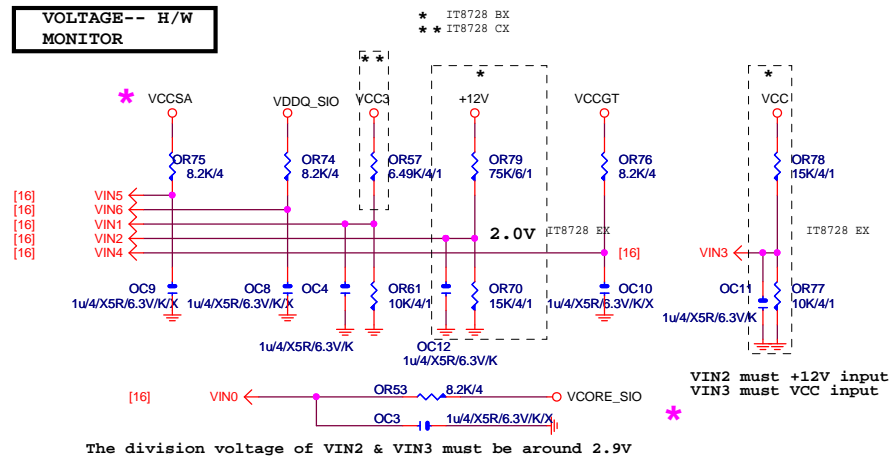 VOLTAGE-- H/W
MONITOR
* IT8728 BX
** IT8728 CX
**
*
*
* VCCSA
VDDQ_SIO
VCC3
+12V
VCCGT
VCC
OR75
8.2K/4
OR74
8.2K/4
OR57
6.49K/4/1
OR79
75K/6/1
OR76
8.2K/4
OR78
15K/4/1
[16] VIN5
[16] VIN6
[16] VIN1
[16] VIN2
[16] VIN4
2.0V
IT8728 EX
[16]
VIN3
IT8728 EX
OC9
1u/4/X5R/6.3V/K/X
OC8
1u/4/X5R/6.3V/K/X
OC4
1u/4/X5R/6.3V/K
OR61
10K/4/1
OC12
1u/4/X5R/6.3V/K
OR70
15K/4/1
OC10
1u/4/X5R/6.3V/K/X
OC11
1u/4/X5R/6.3V/K
OR77
10K/4/1
VIN2 must +12V input
VIN3 must VCC input
[16] VIN0
OR53
8.2K/4
VCORE_SIO
OC3
1u/4/X5R/6.3V/K/X
*
The division voltage of VIN2 & VIN3 must be around 2.9V